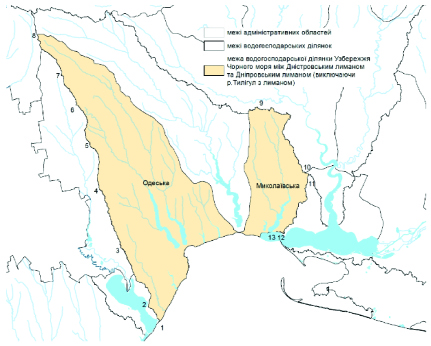 межі адміністративних областей
межі водогосподарських ділянок
межа водогосподарської ділянки Узбережжя
Чорного моря між Дністровським лиманом
та Дніпровським лиманом (виключаючи
р.Тилігул з лиманом)
8
7
6
5
4
3
2
1
9
10
11
13 12
Одеська
Миколаївська